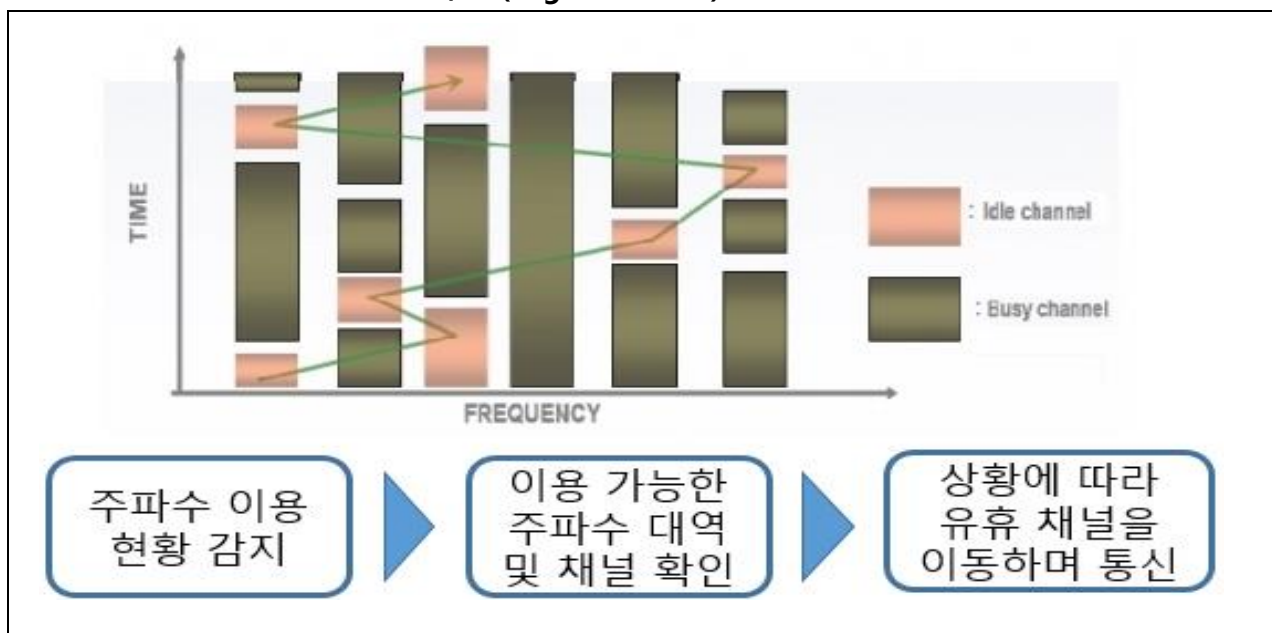 TIME
: Idle channel
: Busy channel
FREQUENCY
주파수 이용
현황 감지
이용 가능한
주파수 대역
및 채널 확인
상황에 따라
유휴 채널을
이동하며 통신